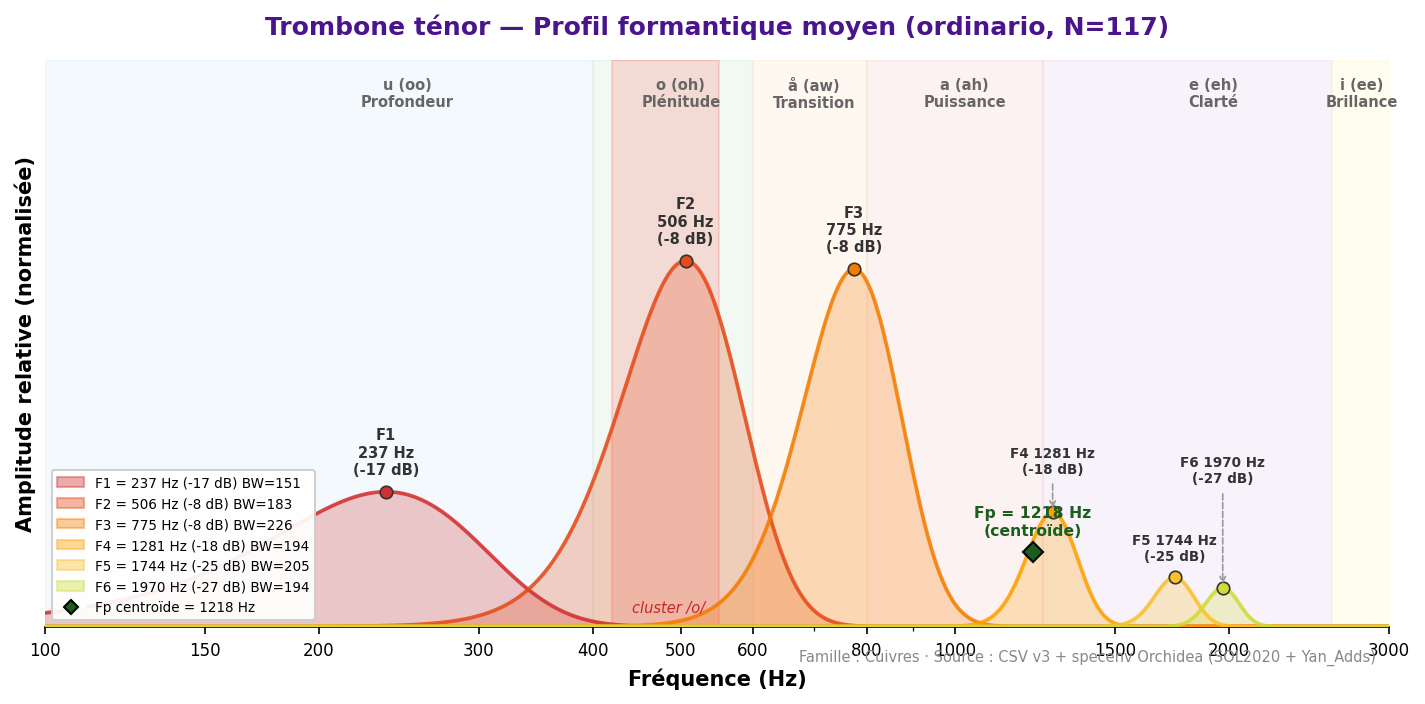 Trombone ténor — Profil formantique moyen (ordinario, N=117)
u (oo)
Profondeur
o (oh)
Plénitude
å (aw)
Transition
a (ah)
Puissance
e (eh)
Clarté
i (ee)
Brillance
Amplitude relative (normalisée)
F1
237 Hz
(-17 dB)
F2
506 Hz
(-8 dB)
F3
775 Hz
(-8 dB)
F4 1281 Hz
(-18 dB)
Fp = 1218 Hz
(centroïde)
F5 1744 Hz
(-25 dB)
F6 1970 Hz
(-27 dB)
cluster /o/
F1 = 237 Hz (-17 dB) BW=151
F2 = 506 Hz (-8 dB) BW=183
F3 = 775 Hz (-8 dB) BW=226
F4 = 1281 Hz (-18 dB) BW=194
F5 = 1744 Hz (-25 dB) BW=205
F6 = 1970 Hz (-27 dB) BW=194
Fp centroïde = 1218 Hz
100 150 200 300 400 500 600 800 1000 1500 2000 3000
Famille : Cuivres · Source : CSV v3 + specenv Orchidea (SOL2020 + Yan_Adds)
Fréquence (Hz)